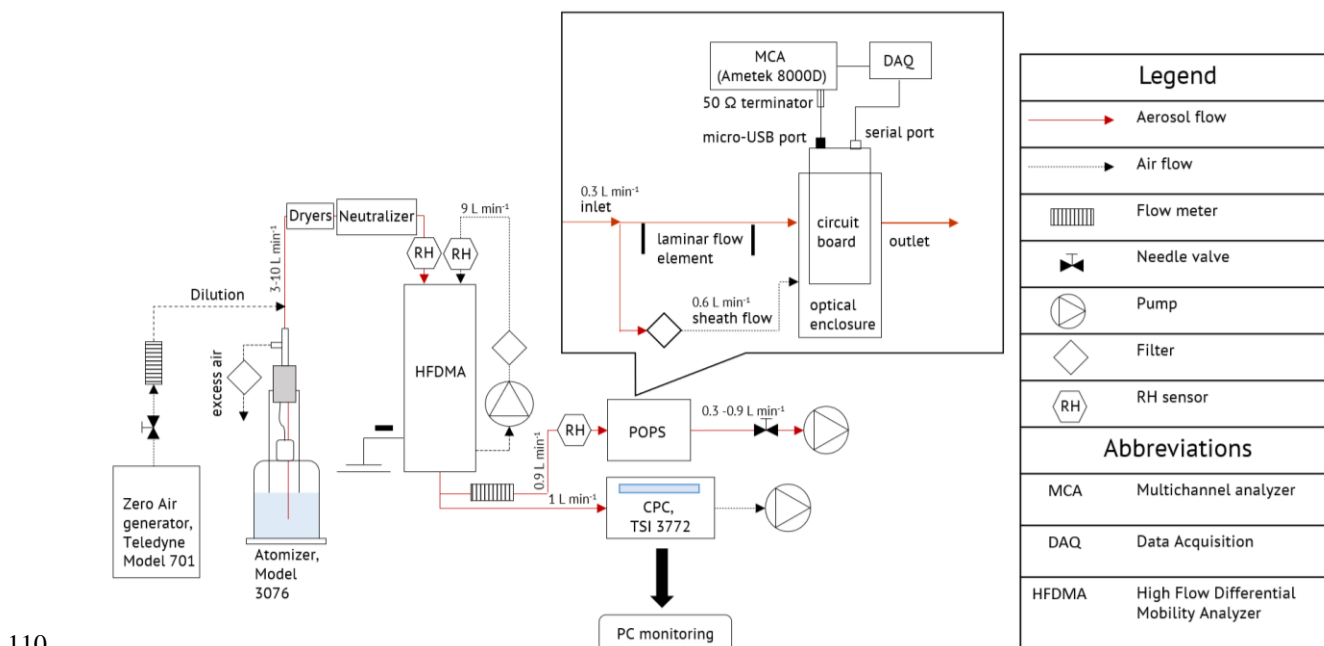 MCA
(Ametek 8000D)
DAQ
50 Ω terminator
micro-USB port
serial port
0.3 L min⁻¹
inlet
laminar flow
element
circuit
board
outlet
0.6 L min⁻¹
sheath flow
optical
enclosure
Dryers
Neutralizer
9 L min⁻¹
RH
RH
3-10 L min⁻¹
Dilution
excess air
HFDMA
RH
0.9 L min⁻¹
POPS
0.3 -0.9 L min⁻¹
1 L min⁻¹
CPC,
TSI 3772
Zero Air
generator,
Teledyne
Model 701
Atomizer,
Model
3076
PC monitoring
Legend
Aerosol flow
Air flow
Flow meter
Needle valve
Pump
Filter
RH
RH sensor
Abbreviations
MCA Multichannel analyzer
DAQ Data Acquisition
HFDMA High Flow Differential
Mobility Analyzer
110